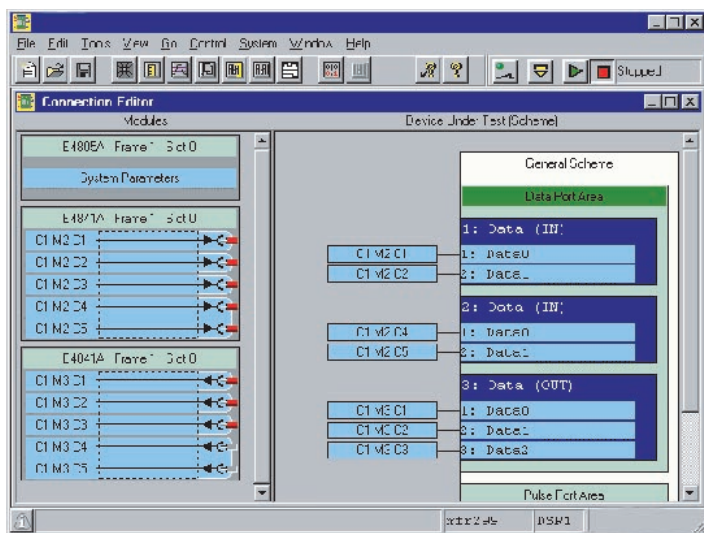 File Edit Tools View Go Control System Window Help
Stopped
Connection Editor
Modules
Device Under Test (Scheme)
E4805A Frame 1 Slot 0
System Parameters
Frame 1 Slot 0
C1 M2 C1
C1 M2 C2
C1 M2 C3
C1 M2 C4
C1 M2 C5
Frame 1 Slot 0
C1 M3 C1
C1 M3 C2
C1 M3 C3
C1 M3 C4
C1 M3 C5
General Scheme
Data Port Area
1: Data (IN)
C1 M2 C1 1: Data0
C1 M2 C2 2: Data1
2: Data (IN)
C1 M2 C4 1: Data0
C1 M2 C5 2: Data1
3: Data (OUT)
C1 M3 C1 1: Data0
C1 M3 C2 2: Data1
C1 M3 C3 3: Data2
Pulse Port Area
DSR1